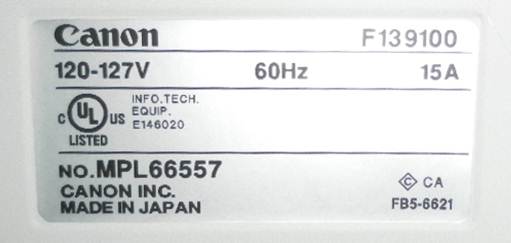 Canon F139100
120-127V 60Hz 15A
C UL US LISTED
INFO.TECH.
EQUIP.
E146020
NO.MPL66557
CANON INC.
MADE IN JAPAN
C CA
FB5-6621